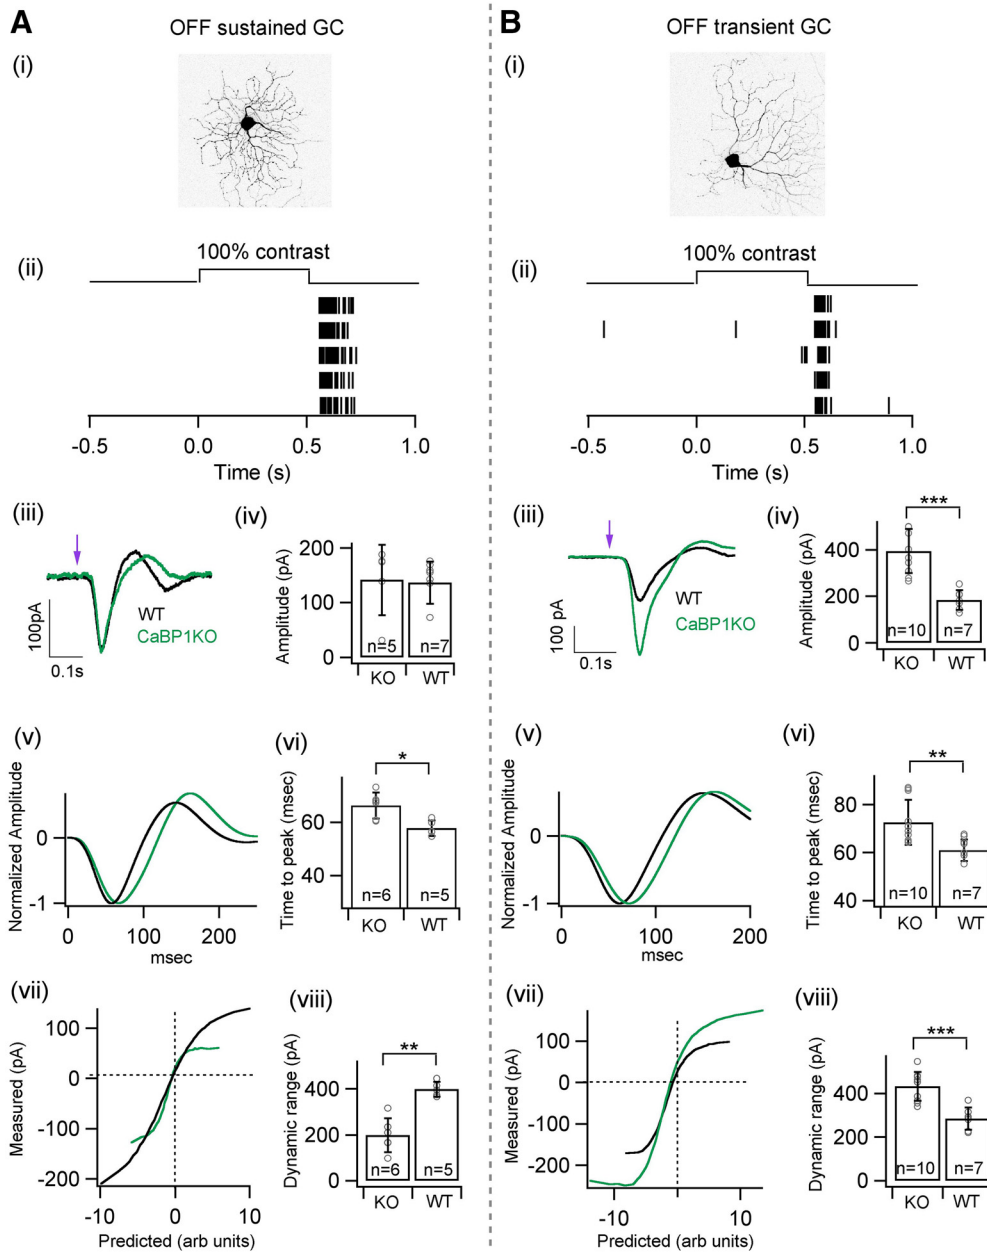 A
OFF sustained GC
(i)
(ii)
100% contrast
-0.5 0.0 0.5 1.0
Time (s)
(iii)
WT
CaBP1KO
100pA
0.1s
(iv)
Amplitude (pA)
200
100
0
n=5 n=7
KO WT
(v)
Normalized Amplitude
0
-1
0 100 200
msec
(vi)
*
Time to peak (msec)
60
40
n=6 n=5
KO WT
(vii)
Measured (pA)
100
0
-100
-200
-10 0 10
Predicted (arb units)
(viii)
**
Dynamic range (pA)
400
200
0
n=6 n=5
KO WT
B
OFF transient GC
(i)
(ii)
100% contrast
-0.5 0.0 0.5 1.0
Time (s)
(iii)
WT
CaBP1KO
100 pA
0.1s
(iv)
***
Amplitude (pA)
400
200
0
n=10 n=7
KO WT
(v)
Normalized Amplitude
0
-1
0 100 200
msec
(vi)
**
Time to peak (msec)
80
60
40
n=10 n=7
KO WT
(vii)
Measured (pA)
100
0
-100
-200
-10 0 10
Predicted (arb units)
(viii)
***
Dynamic range (pA)
400
200
0
n=10 n=7
KO WT